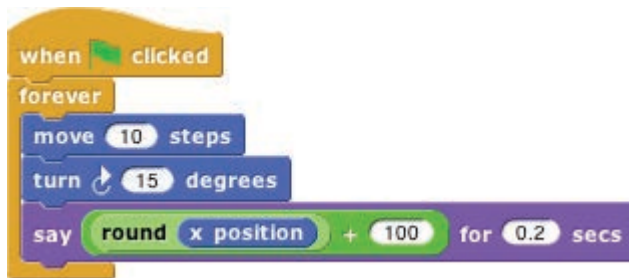 when clicked
forever
move 10 steps
turn 15 degrees
say round x position + 100 for 0.2 secs